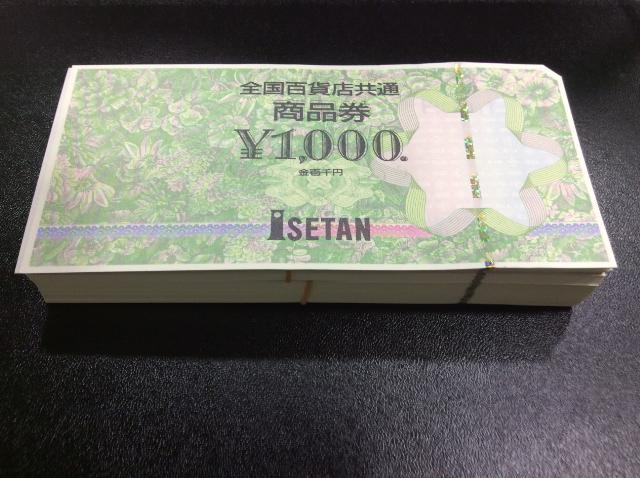 全国百貨店共通
商品券
¥1,000.
金壱千円
ISETAN